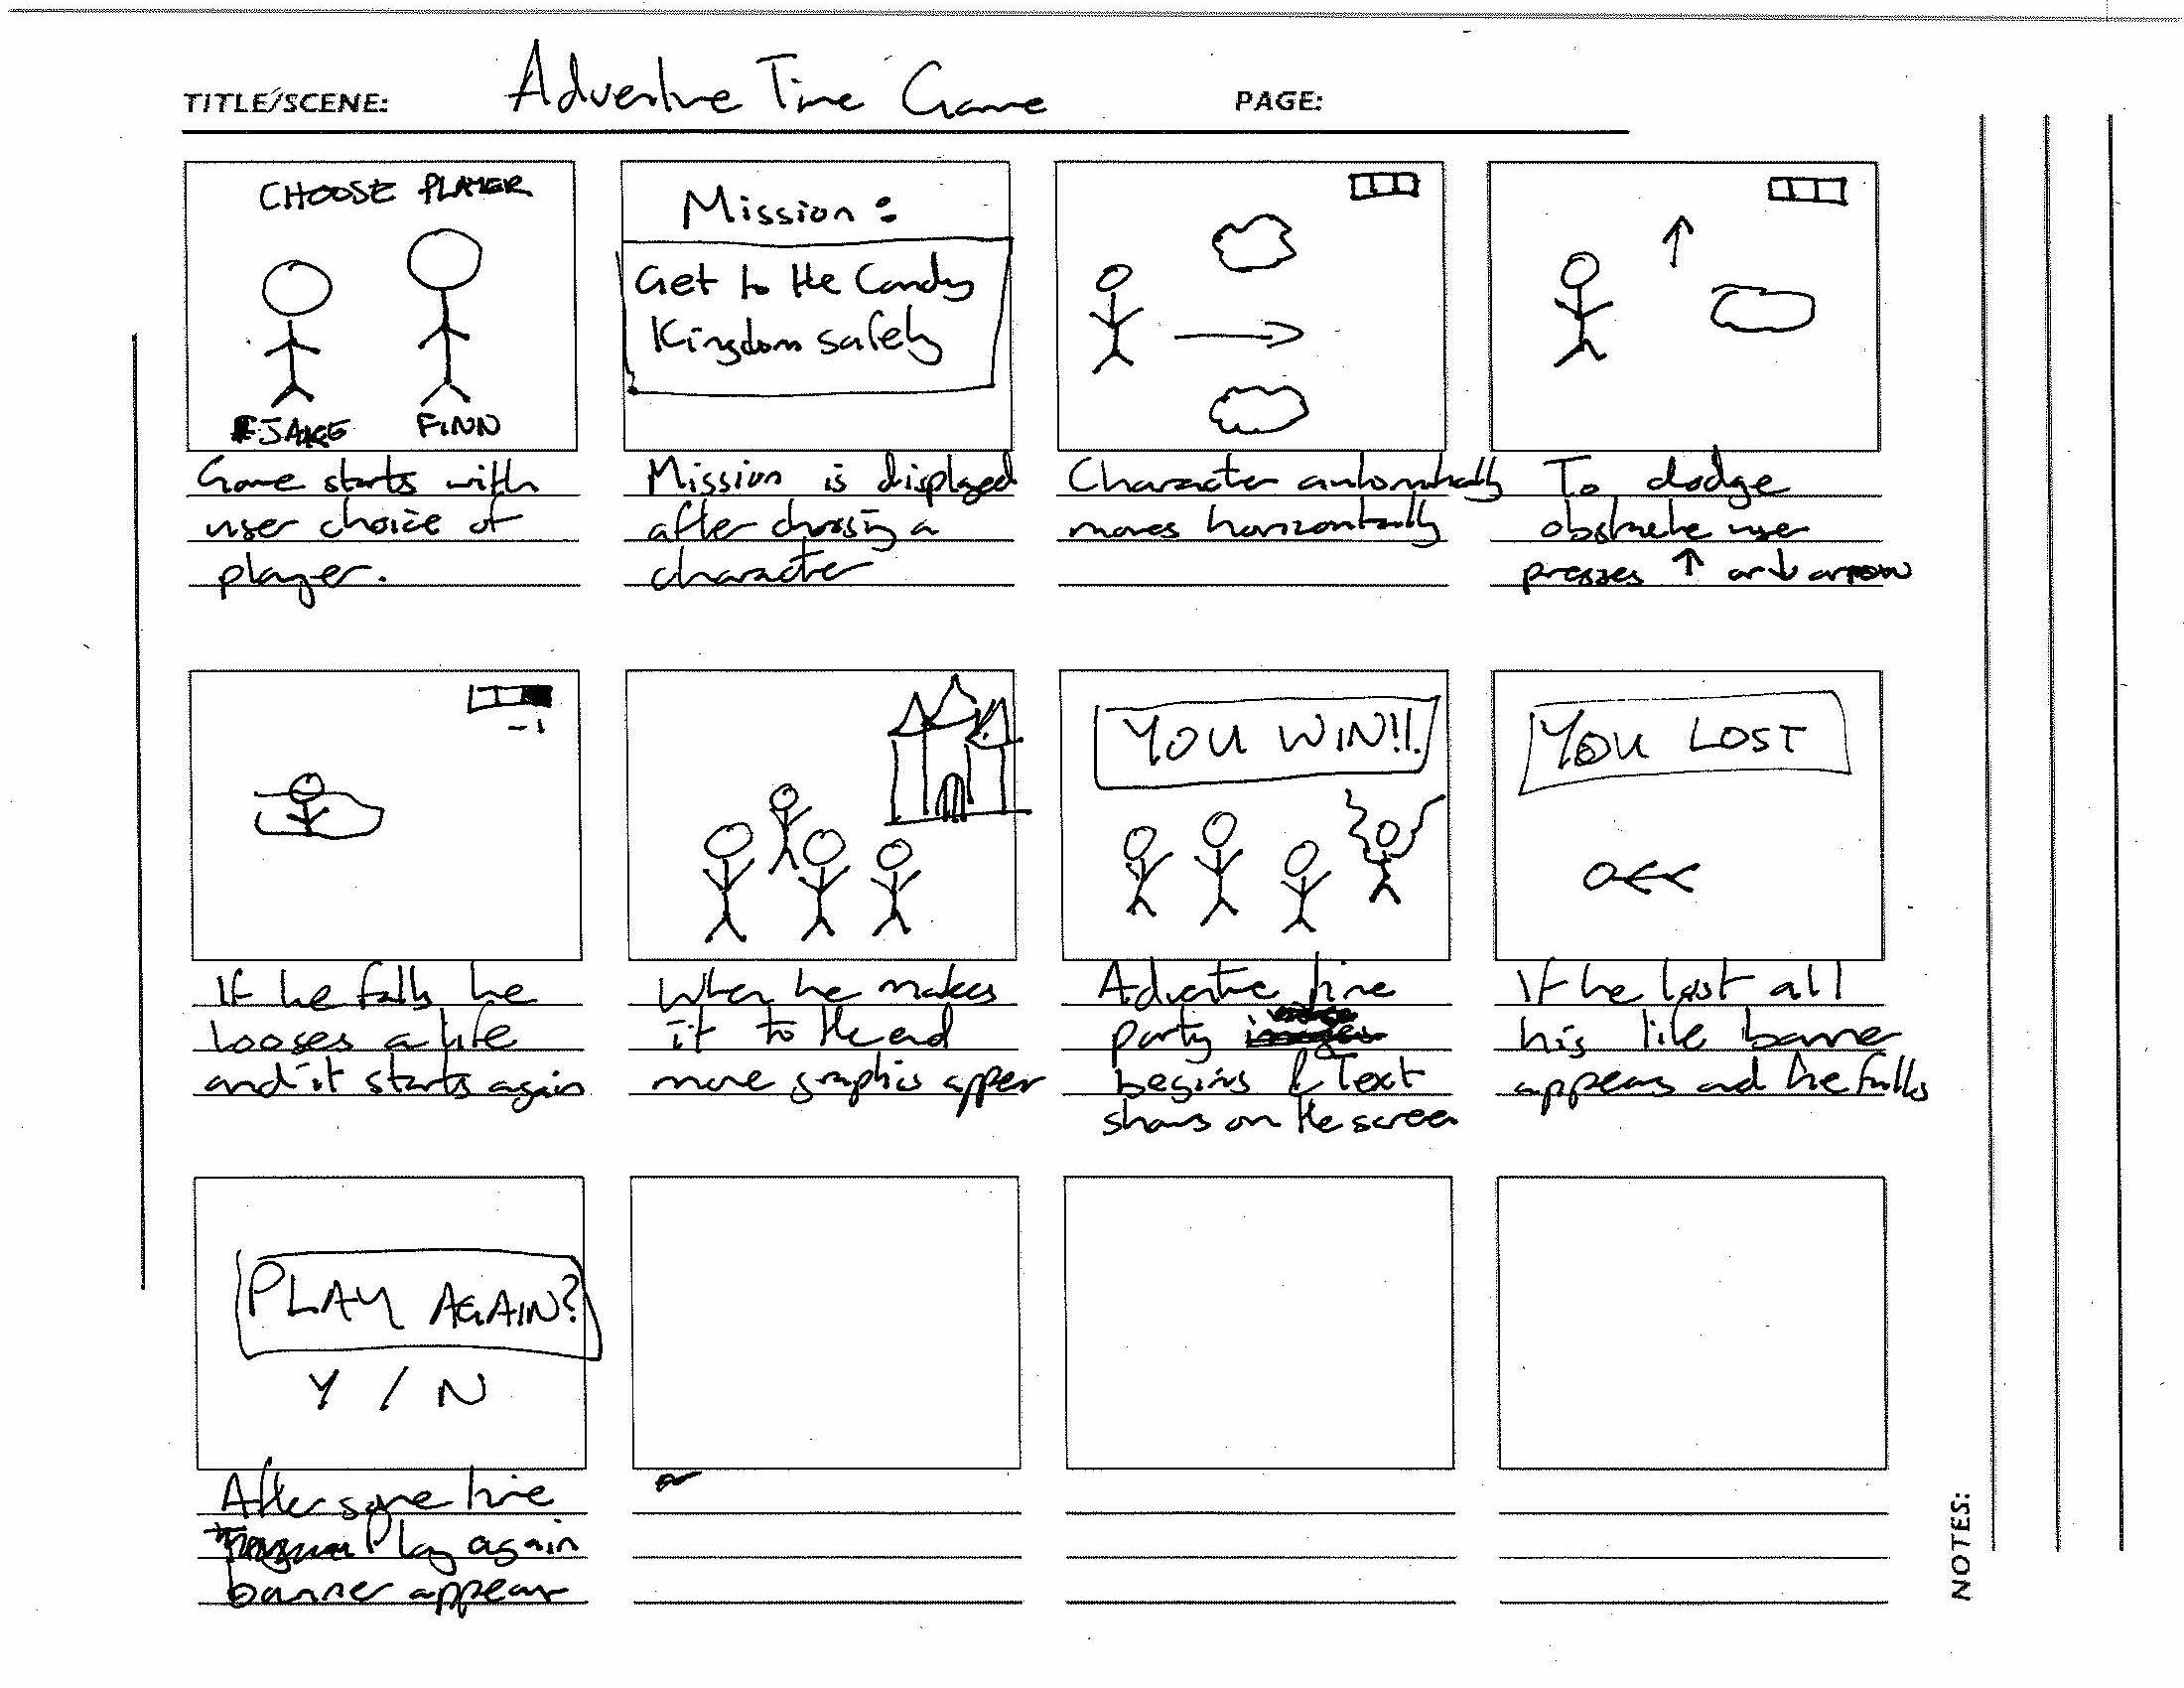 TITLE/SCENE: Adventure Time Game PAGE:
CHOOSE PLAYER
JAKE FINN
Game starts with
user choice of
player.
Mission :
Get to the Candy
Kingdom safely
Mission is displayed
after choosing a
character
Character automatically
moves horizontally
To dodge
obstacle user
presses ↑ or ↓ arrow
-1
If he falls he
looses a life
and it starts again
When he makes
it to the end
more graphics appear
YOU WIN!!.
Adventure time
party
begins & Text
shows on the screen
YOU LOST
If he lost all
his life banner
appears and he falls
PLAY AGAIN?
Y / N
After some time
Play again
banner appear
NOTES: